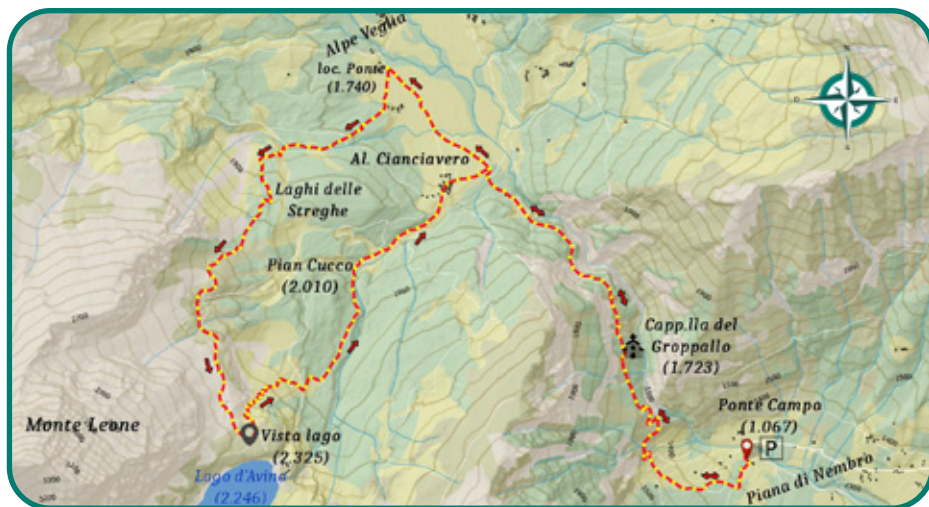 Alpe Veglia
loc. Ponte
(1.740)
Al. Cianciavero
Laghi delle
Streghe
Pian Cucco
(2.010)
Capp.lla del
Groppallo
(1.723)
Ponte Campo
(1.067)
P
Piana di Nembro
Monte Leone
Vista lago
(2.325)
Lago d'Avino
(2.246)